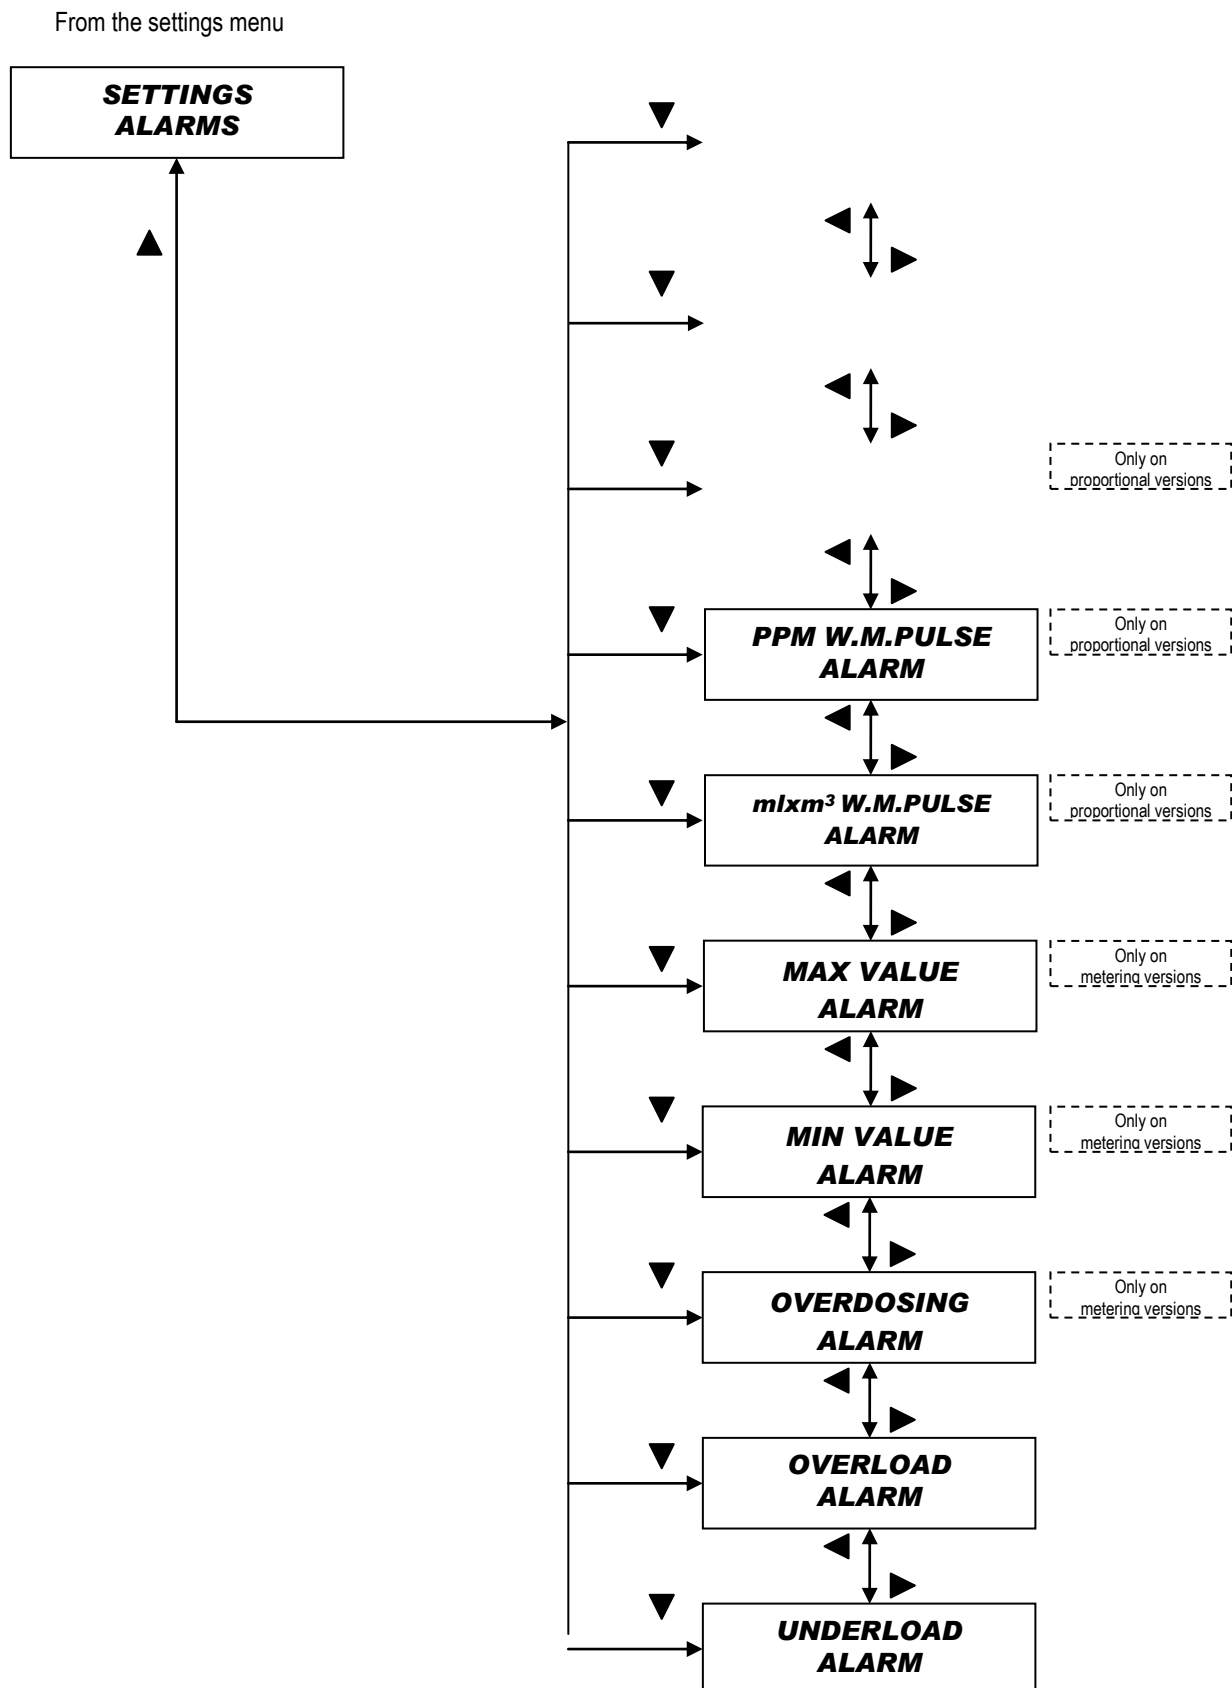 From the settings menu
SETTINGS
ALARMS
Only on
proportional versions
PPM W.M.PULSE
ALARM
Only on
proportional versions
mlxm³ W.M.PULSE
ALARM
Only on
proportional versions
MAX VALUE
ALARM
Only on
metering versions
MIN VALUE
ALARM
Only on
metering versions
OVERDOSING
ALARM
Only on
metering versions
OVERLOAD
ALARM
UNDERLOAD
ALARM